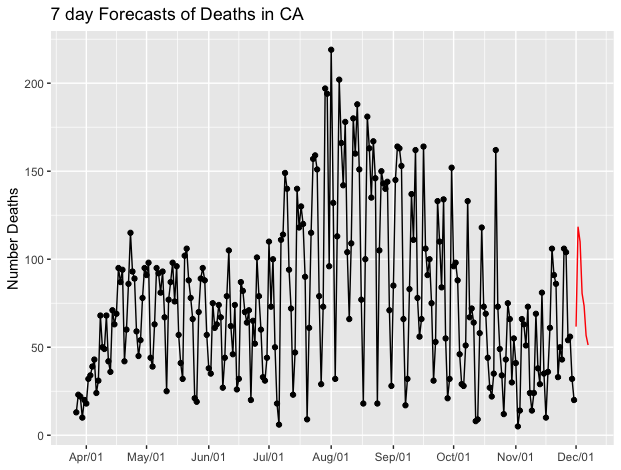 7 day Forecasts of Deaths in CA
Number Deaths
200
150
100
50
0
Apr/01 May/01 Jun/01 Jul/01 Aug/01 Sep/01 Oct/01 Nov/01 Dec/01